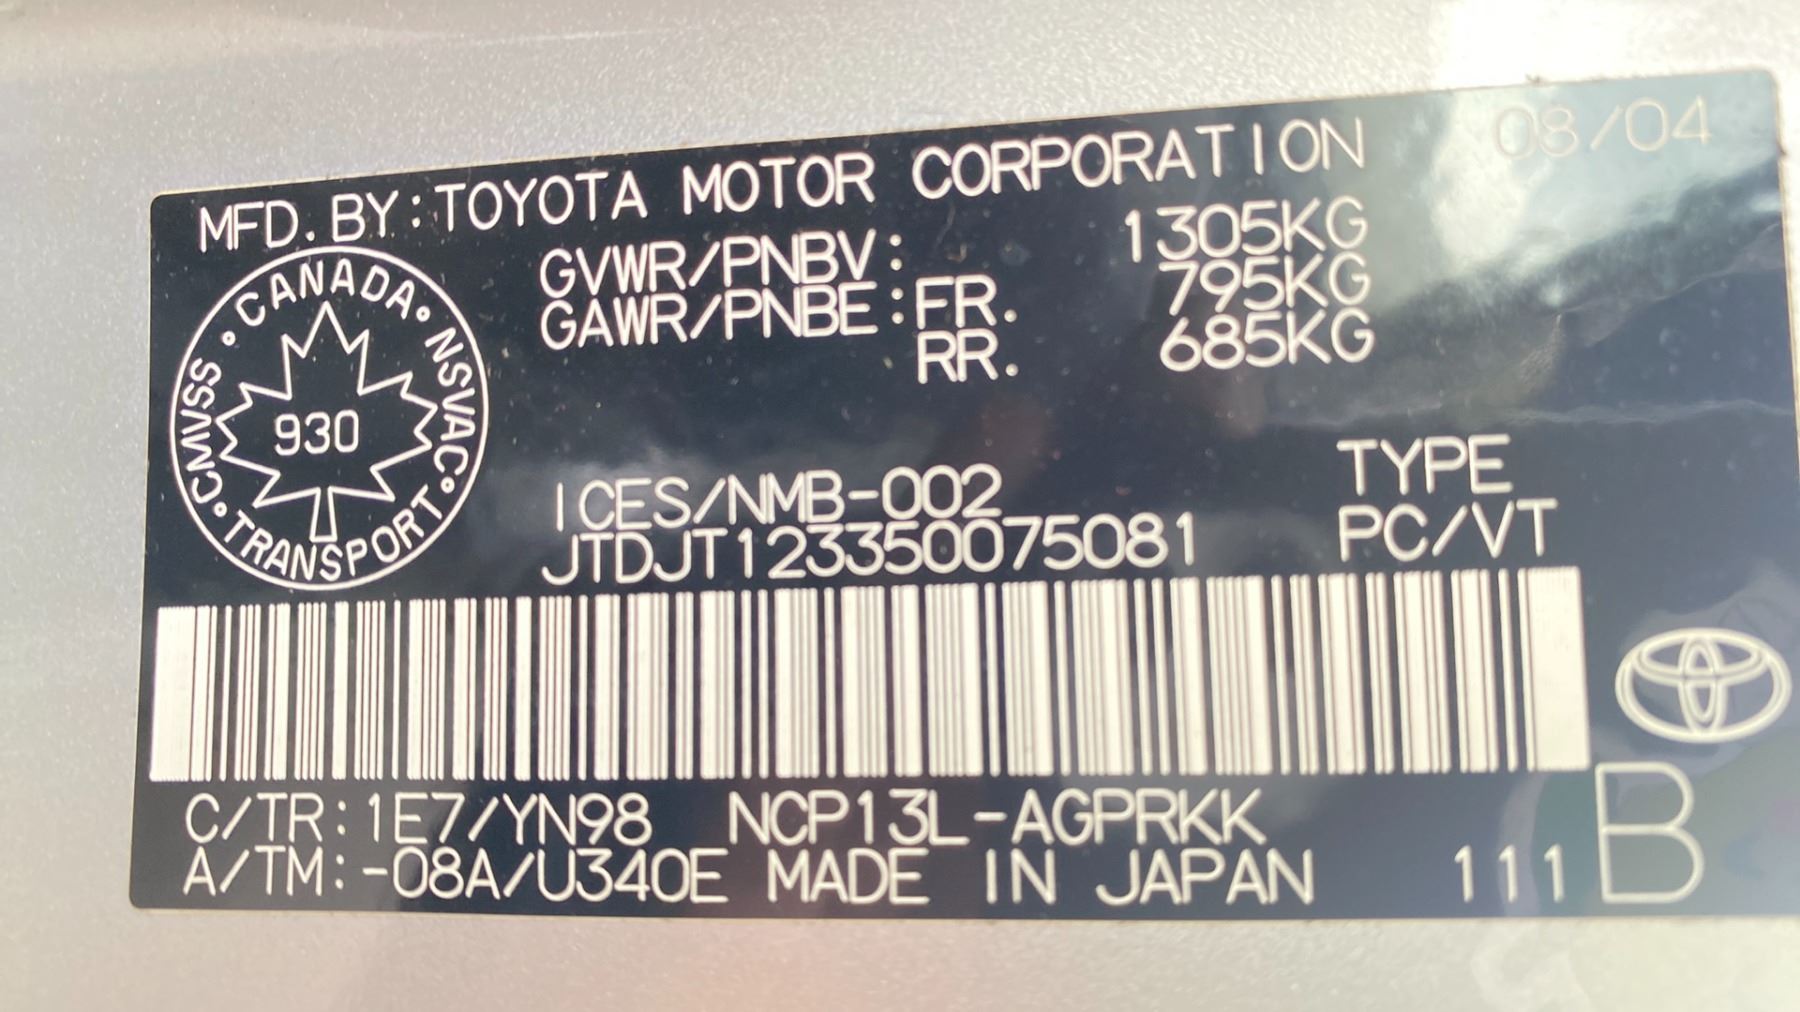 08/04
MFD. BY:TOYOTA MOTOR CORPORATION
GVWR/PNBV: 1305KG
GAWR/PNBE:FR. 795KG
RR. 685KG
CANADA · NSVAC · TRANSPORT · CMVSS ·
930
ICES/NMB-002
TYPE
JTDJT123350075081
PC/VT
C/TR:1E7/YN98 NCP13L-AGPRKK
A/TM:-08A/U340E MADE IN JAPAN 111 B